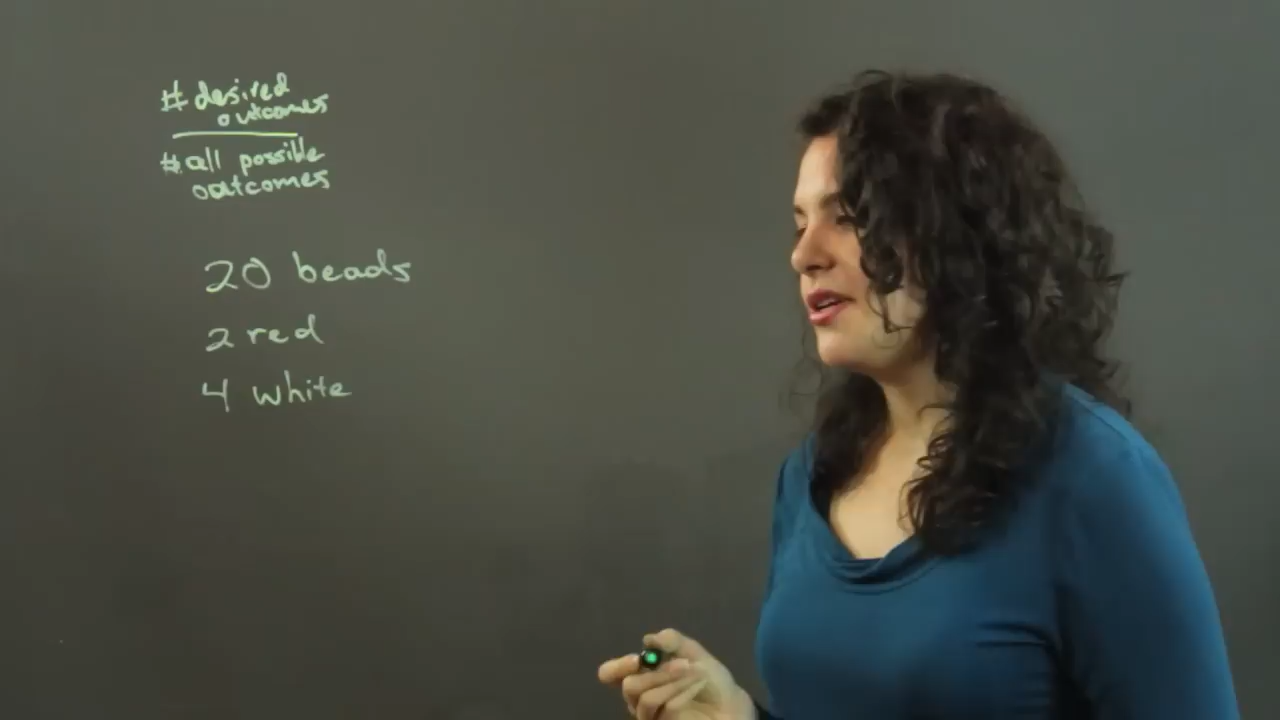 # desired
outcomes
# all possible
outcomes
20 beads
2 red
4 white